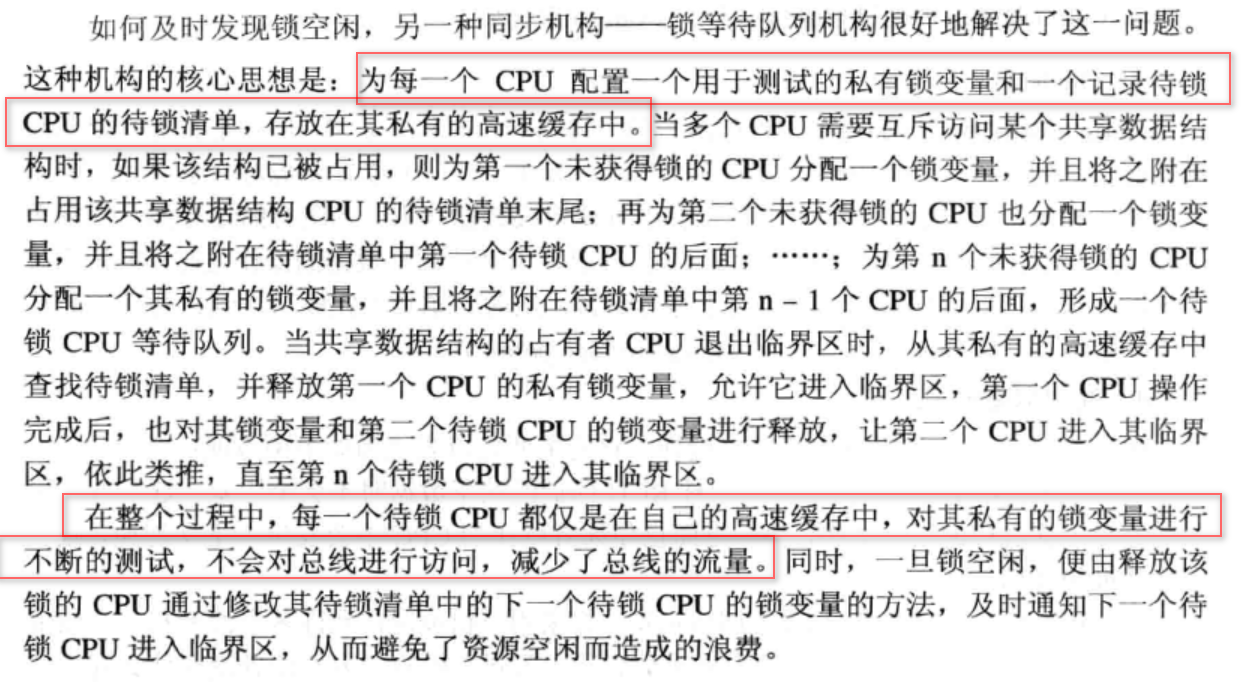 如何及时发现锁空闲，另一种同步机构——锁等待队列机构很好地解决了这一问题。
这种机构的核心思想是：为每一个 CPU 配置一个用于测试的私有锁变量和一个记录待锁
CPU 的待锁清单，存放在其私有的高速缓存中。当多个 CPU 需要互斥访问某个共享数据结
构时，如果该结构已被占用，则为第一个未获得锁的 CPU 分配一个锁变量，并且将之附在
占用该共享数据结构 CPU 的待锁清单末尾；再为第二个未获得锁的 CPU 也分配一个锁变
量，并且将之附在待锁清单中第一个待锁 CPU 的后面；……；为第 n 个未获得锁的 CPU
分配一个其私有的锁变量，并且将之附在待锁清单中第 n – 1 个 CPU 的后面，形成一个待
锁 CPU 等待队列。当共享数据结构的占有者 CPU 退出临界区时，从其私有的高速缓存中
查找待锁清单，并释放第一个 CPU 的私有锁变量，允许它进入临界区，第一个 CPU 操作
完成后，也对其锁变量和第二个待锁 CPU 的锁变量进行释放，让第二个 CPU 进入其临界
区，依此类推，直至第 n 个待锁 CPU 进入其临界区。
在整个过程中，每一个待锁 CPU 都仅是在自己的高速缓存中，对其私有的锁变量进行
不断的测试，不会对总线进行访问，减少了总线的流量。同时，一旦锁空闲，便由释放该
锁的 CPU 通过修改其待锁清单中的下一个待锁 CPU 的锁变量的方法，及时通知下一个待
锁 CPU 进入临界区，从而避免了资源空闲而造成的浪费。